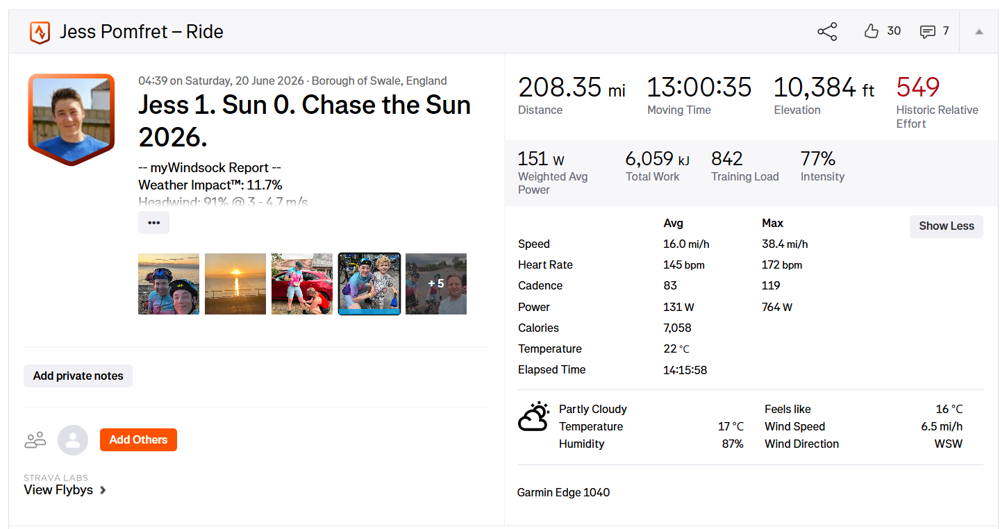 Jess Pomfret – Ride
30
7
04:39 on Saturday, 20 June 2026 · Borough of Swale, England
Jess 1. Sun 0. Chase the Sun
2026.
-- myWindsock Report --
Weather Impact™: 11.7%
Headwind: 91% @ 3 - 4.7 m/s
•••
+ 5
Add private notes
Add Others
STRAVA LABS
View Flybys
208.35 mi
Distance
13:00:35
Moving Time
10,384 ft
Elevation
549
Historic Relative
Effort
151 W
Weighted Avg
Power
6,059 kJ
Total Work
842
Training Load
77%
Intensity
Avg Max
Show Less
Speed 16.0 mi/h 38.4 mi/h
Heart Rate 145 bpm 172 bpm
Cadence 83 119
Power 131 W 764 W
Calories 7,058
Temperature 22 °C
Elapsed Time 14:15:58
Partly Cloudy
Temperature 17 °C
Humidity 87%
Feels like 16 °C
Wind Speed 6.5 mi/h
Wind Direction WSW
Garmin Edge 1040